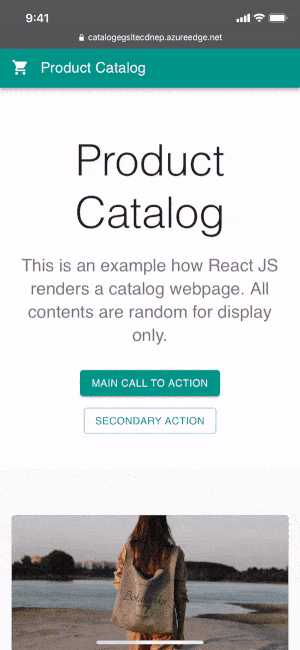 9:41
catalogegsitecdnep.azureedge.net
Product Catalog
Product
Catalog
This is an example how React JS
renders a catalog webpage. All
contents are random for display
only.
MAIN CALL TO ACTION
SECONDARY ACTION